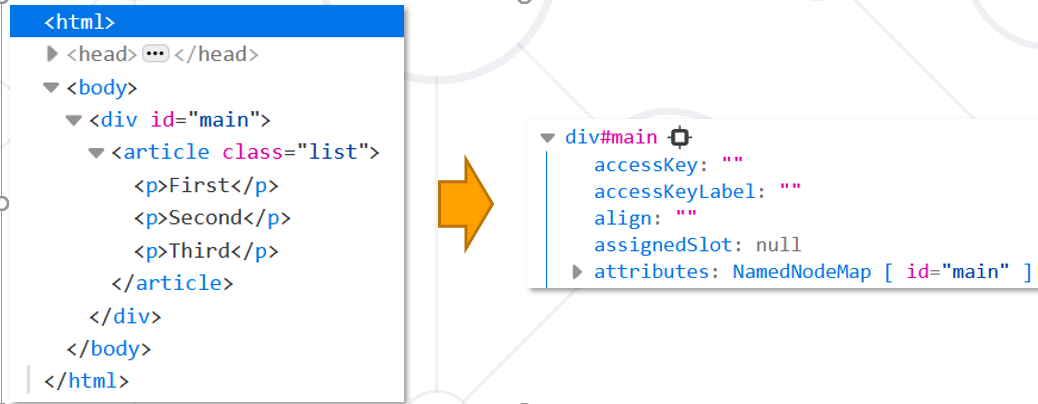 <html>
<head>•••</head>
<body>
<div id="main">
<article class="list">
<p>First</p>
<p>Second</p>
<p>Third</p>
</article>
</div>
</body>
</html>
div#main
accessKey: ""
accessKeyLabel: ""
align: ""
assignedSlot: null
attributes: NamedNodeMap [ id="main" ]